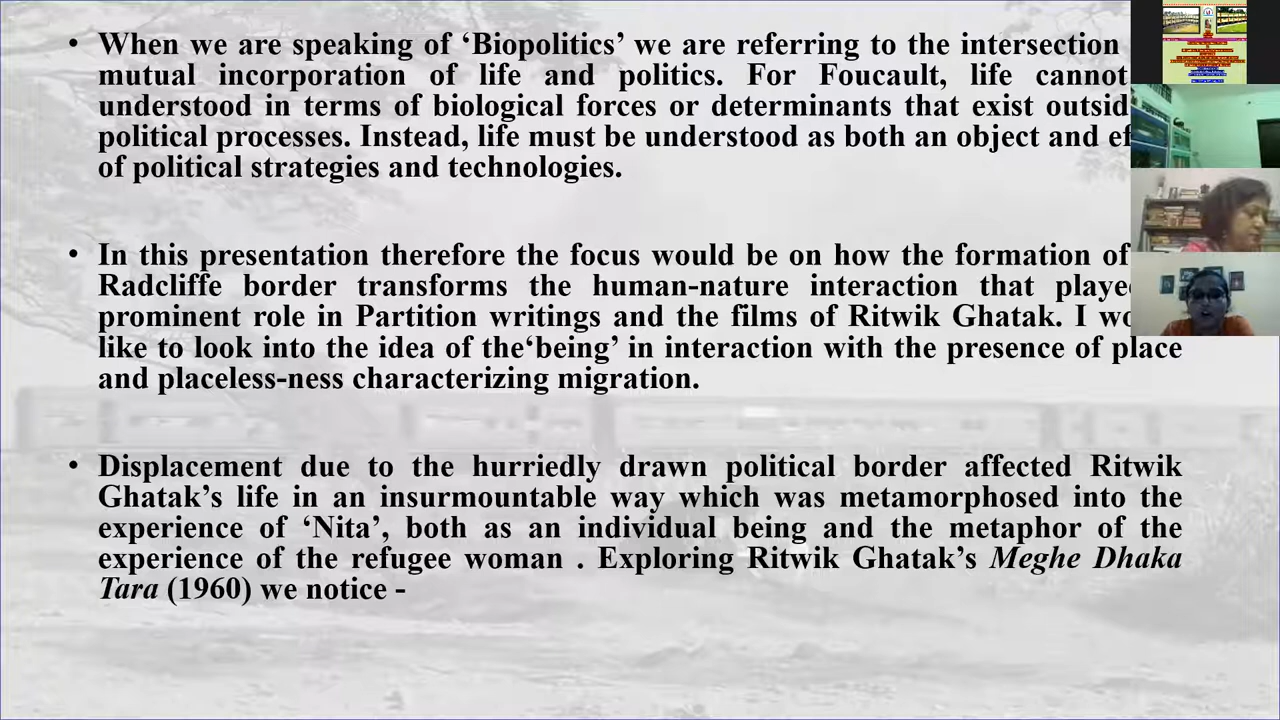 • When we are speaking of ‘Biopolitics’ we are referring to the intersection
mutual incorporation of life and politics. For Foucault, life cannot
understood in terms of biological forces or determinants that exist outsid
political processes. Instead, life must be understood as both an object and ef
of political strategies and technologies.
• In this presentation therefore the focus would be on how the formation of
Radcliffe border transforms the human-nature interaction that playe
prominent role in Partition writings and the films of Ritwik Ghatak. I wo
like to look into the idea of the‘being’ in interaction with the presence of place
and placeless-ness characterizing migration.
• Displacement due to the hurriedly drawn political border affected Ritwik
Ghatak’s life in an insurmountable way which was metamorphosed into the
experience of ‘Nita’, both as an individual being and the metaphor of the
experience of the refugee woman . Exploring Ritwik Ghatak’s Meghe Dhaka
Tara (1960) we notice -